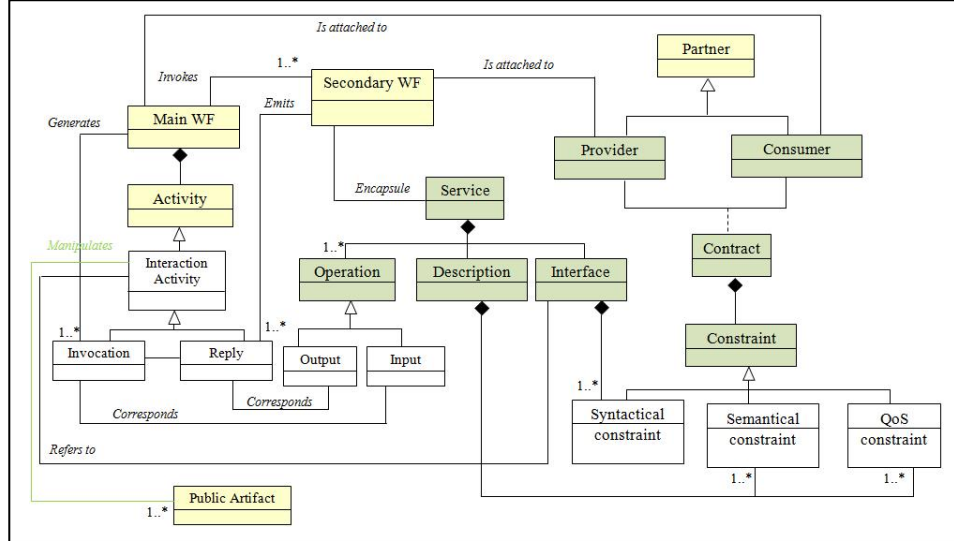 Is attached to
Partner
1..*
Invokes
Secondary WF
Is attached to
Emits
Generates
Main WF
Provider
Consumer
Encapsule
Service
Activity
Manipulates
1..*
Interaction
Activity
Operation
Description
Interface
Contract
1..*
1..*
Invocation
Reply
Output
Input
Constraint
Corresponds
Corresponds
1..*
Syntactical
constraint
Semantical
constraint
QoS
constraint
Refers to
1..*
1..*
Public Artifact
1..*